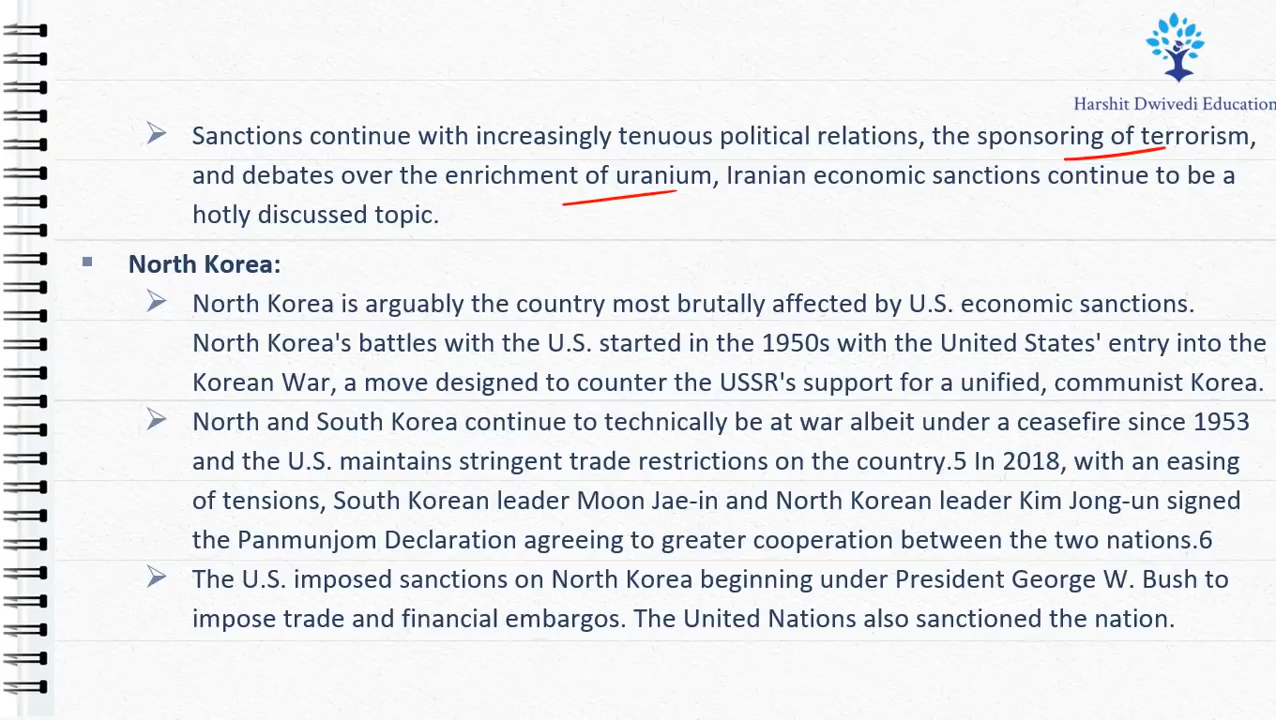 Harshit Dwivedi Education
Sanctions continue with increasingly tenuous political relations, the sponsoring of terrorism,
and debates over the enrichment of uranium, Iranian economic sanctions continue to be a
hotly discussed topic.
North Korea:
North Korea is arguably the country most brutally affected by U.S. economic sanctions.
North Korea's battles with the U.S. started in the 1950s with the United States' entry into the
Korean War, a move designed to counter the USSR's support for a unified, communist Korea.
North and South Korea continue to technically be at war albeit under a ceasefire since 1953
and the U.S. maintains stringent trade restrictions on the country.5 In 2018, with an easing
of tensions, South Korean leader Moon Jae-in and North Korean leader Kim Jong-un signed
the Panmunjom Declaration agreeing to greater cooperation between the two nations.6
The U.S. imposed sanctions on North Korea beginning under President George W. Bush to
impose trade and financial embargos. The United Nations also sanctioned the nation.